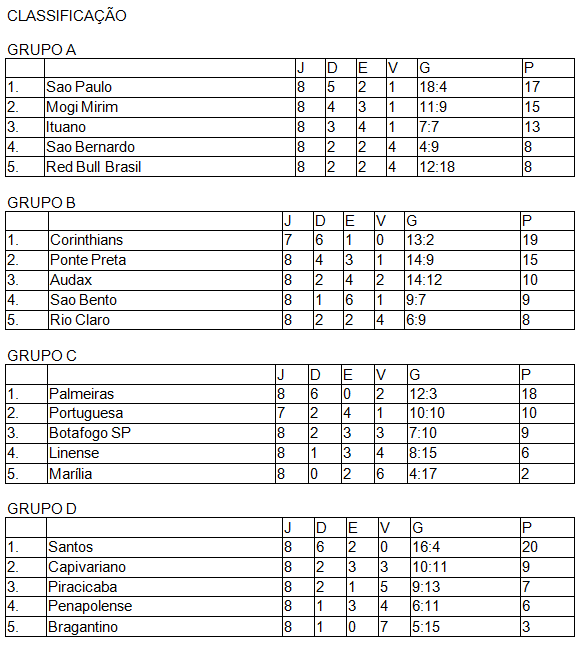 CLASSIFICAÇÃO
GRUPO A
J D E V G P
1. Sao Paulo 8 5 2 1 18:4 17
2. Mogi Mirim 8 4 3 1 11:9 15
3. Ituano 8 3 4 1 7:7 13
4. Sao Bernardo 8 2 2 4 4:9 8
5. Red Bull Brasil 8 2 2 4 12:18 8
GRUPO B
J D E V G P
1. Corinthians 7 6 1 0 13:2 19
2. Ponte Preta 8 4 3 1 14:9 15
3. Audax 8 2 4 2 14:12 10
4. Sao Bento 8 1 6 1 9:7 9
5. Rio Claro 8 2 2 4 6:9 8
GRUPO C
J D E V G P
1. Palmeiras 8 6 0 2 12:3 18
2. Portuguesa 7 2 4 1 10:10 10
3. Botafogo SP 8 2 3 3 7:10 9
4. Linense 8 1 3 4 8:15 6
5. Marília 8 0 2 6 4:17 2
GRUPO D
J D E V G P
1. Santos 8 6 2 0 16:4 20
2. Capivariano 8 2 3 3 10:11 9
3. Piracicaba 8 2 1 5 9:13 7
4. Penapolense 8 1 3 4 6:11 6
5. Bragantino 8 1 0 7 5:15 3